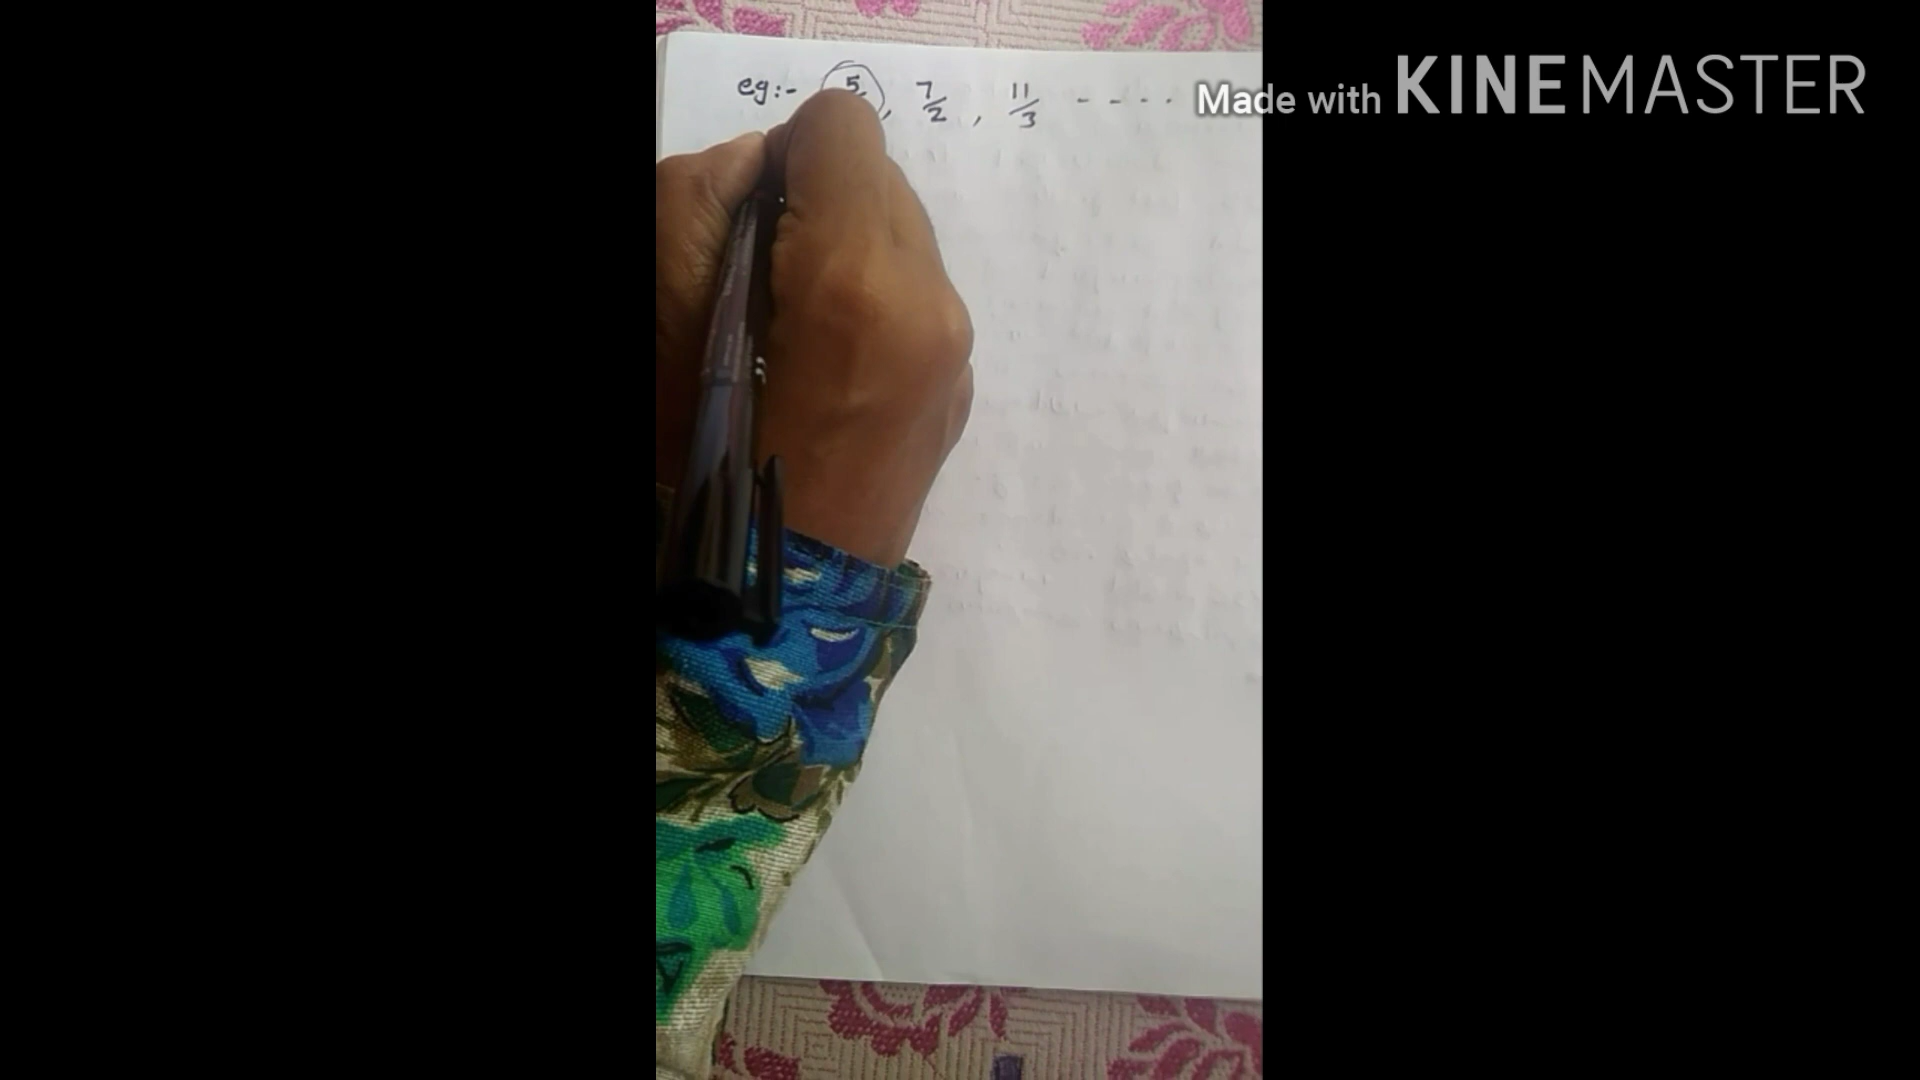 eg:- 5/, 7/2, 11/3 - - - - 
Made with KINEMASTER